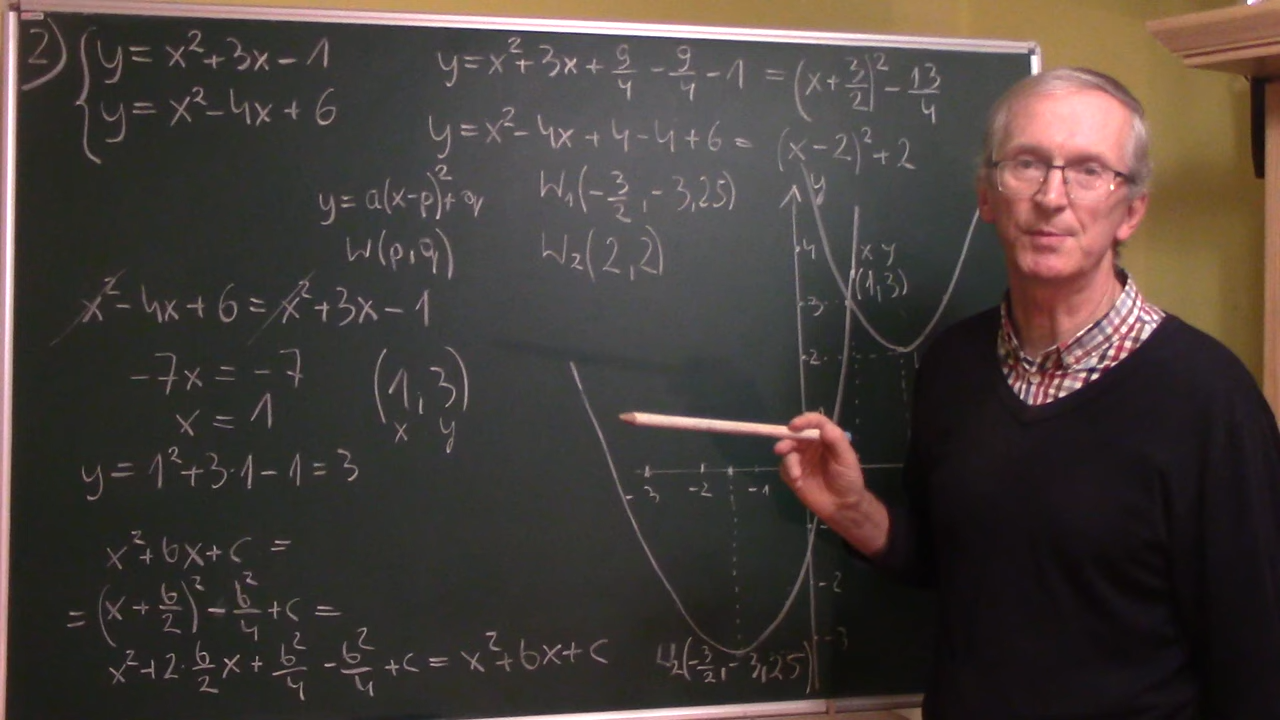 2) y = x²+3x−1
y = x²−4x+6
y = x²+3x+9/4−9/4−1 = (x+3/2)²−13/4
y = x²−4x+4−4+6 = (x−2)²+2
y = a(x−p)²+q
W(p,q)
W₁(−3/2,−3,25)
W₂(2,2)
x²−4x+6 = x²+3x−1
−7x = −7
x = 1
(1,3)
x y
y = 1²+3·1−1 = 3
x²+bx+c =
= (x+b/2)²−b²/4+c =
x²+2·b/2x+b²/4−b²/4+c = x²+bx+c
y
4
x y
(1,3)
3
2
-3 -2 -1
-2
-3
W₂(−3/2,−3,25)